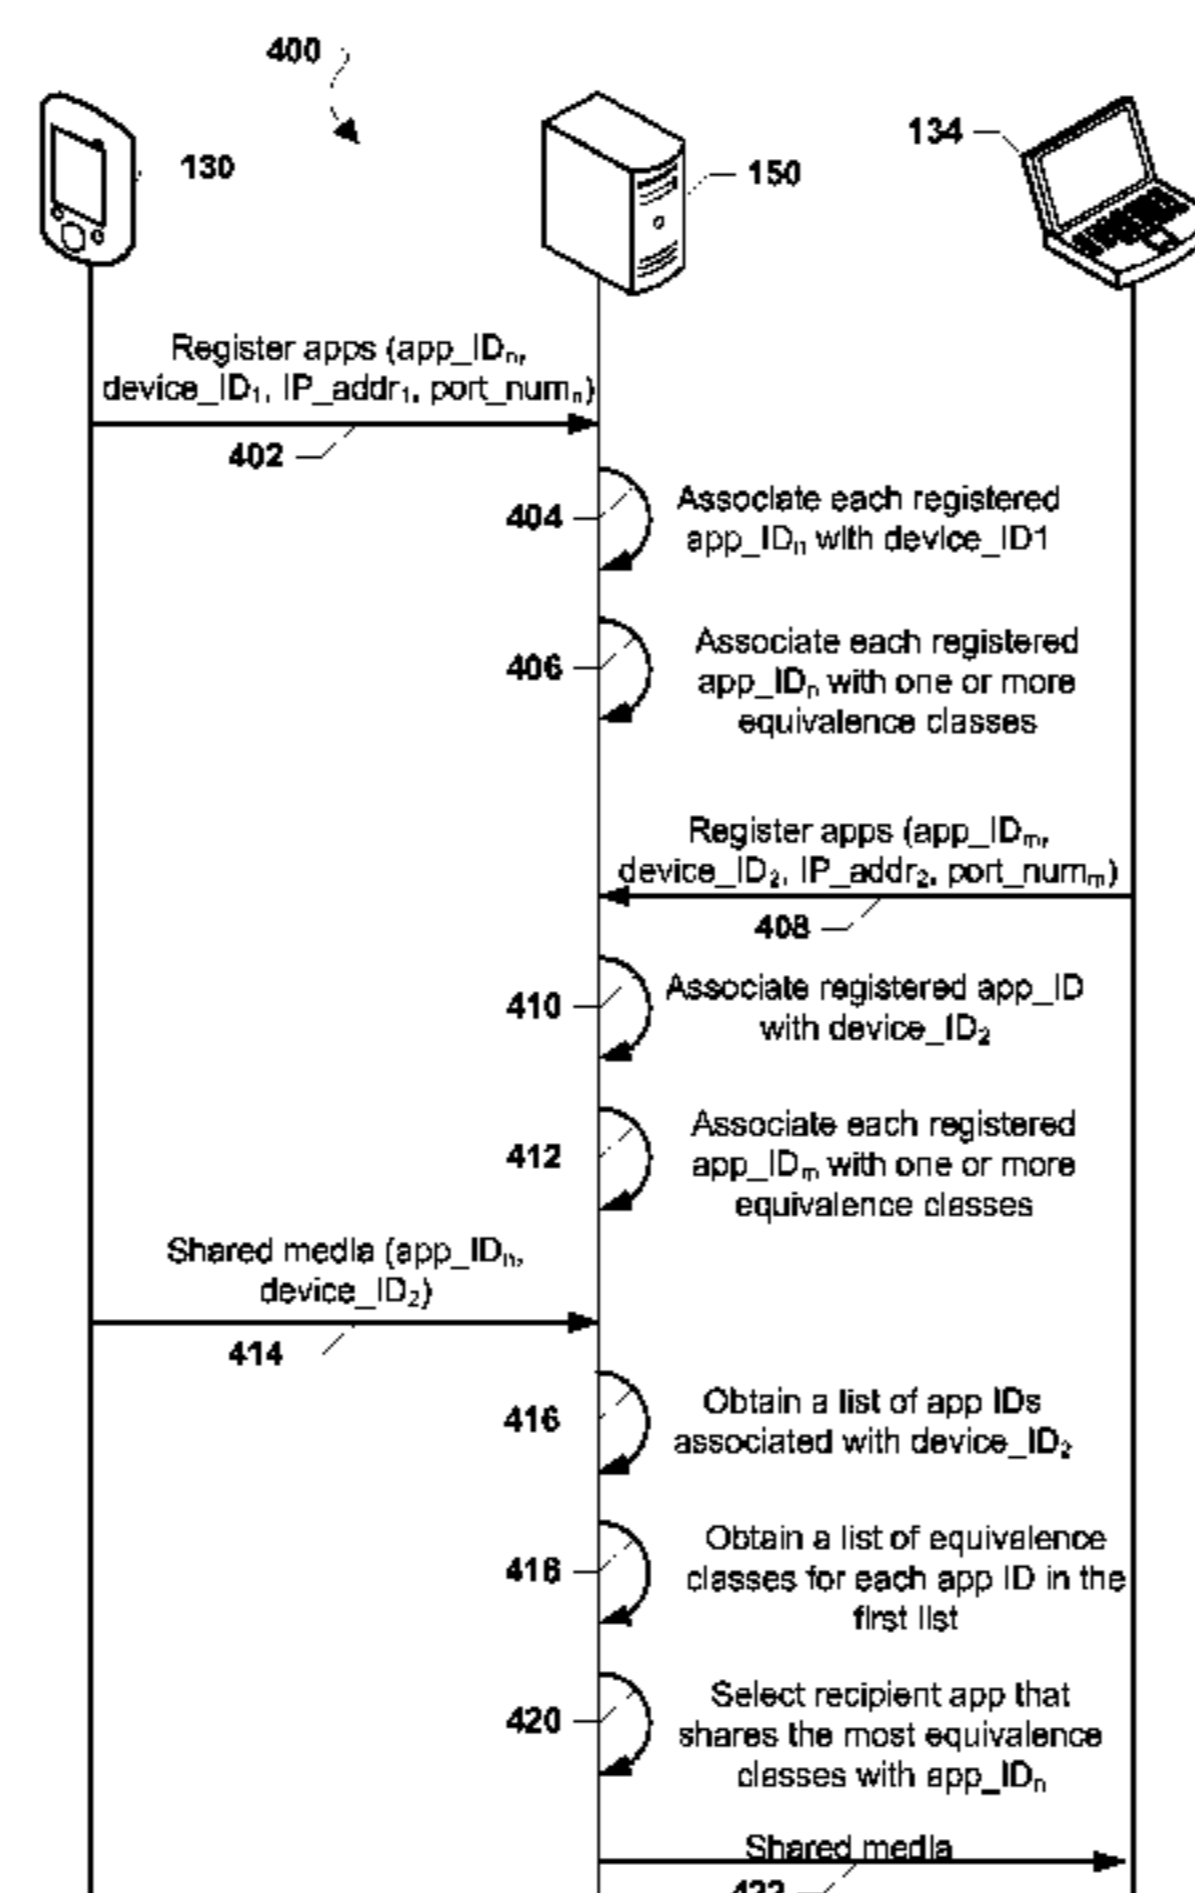 400
130
150
134
Register apps (app_IDn,
device_ID1, IP_addr1, port_numn)
402
404
Associate each registered
app_IDn with device_ID1
406
Associate each registered
app_IDn with one or more
equivalence classes
Register apps (app_IDm,
device_ID2, IP_addr2, port_numm)
408
410
Associate registered app_ID
with device_ID2
412
Associate each registered
app_IDm with one or more
equivalence classes
Shared media (app_IDn,
device_ID2)
414
416
Obtain a list of app IDs
associated with device_ID2
418
Obtain a list of equivalence
classes for each app ID in the
first list
420
Select recipient app that
shares the most equivalence
classes with app_IDn
Shared media